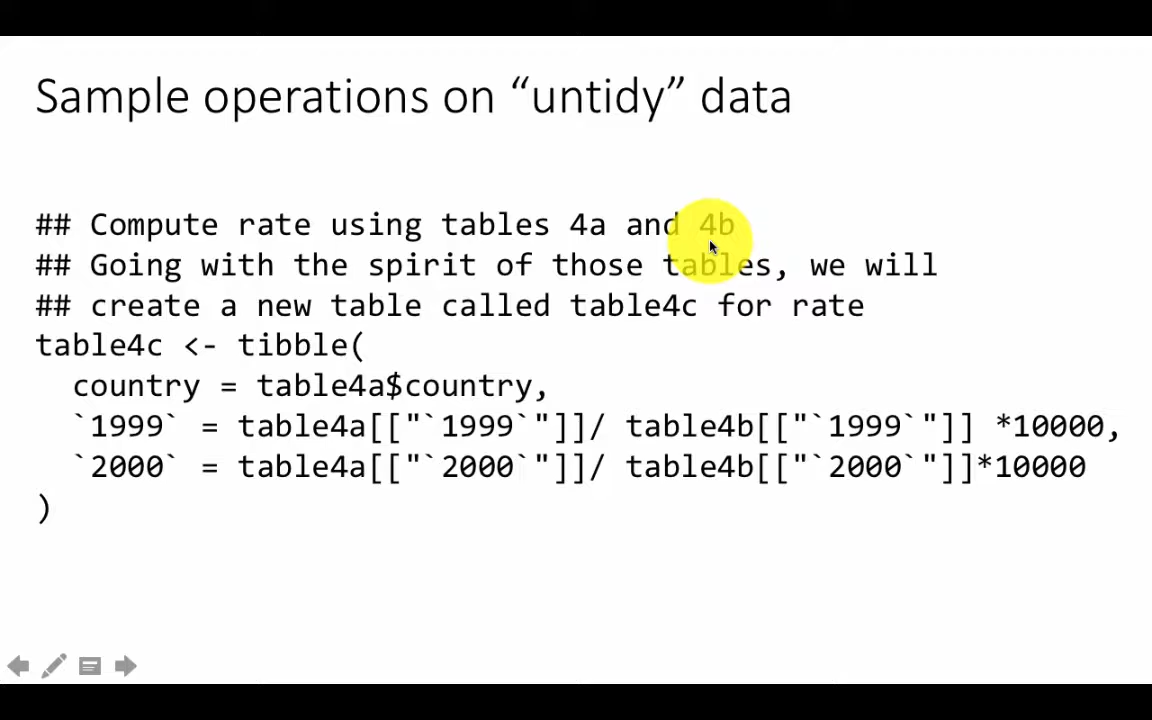 Sample operations on “untidy” data
## Compute rate using tables 4a and 4b
## Going with the spirit of those tables, we will
## create a new table called table4c for rate
table4c <- tibble(
  country = table4a$country,
  `1999` = table4a[["`1999`"]]/ table4b[["`1999`"]] *10000,
  `2000` = table4a[["`2000`"]]/ table4b[["`2000`"]]*10000
)